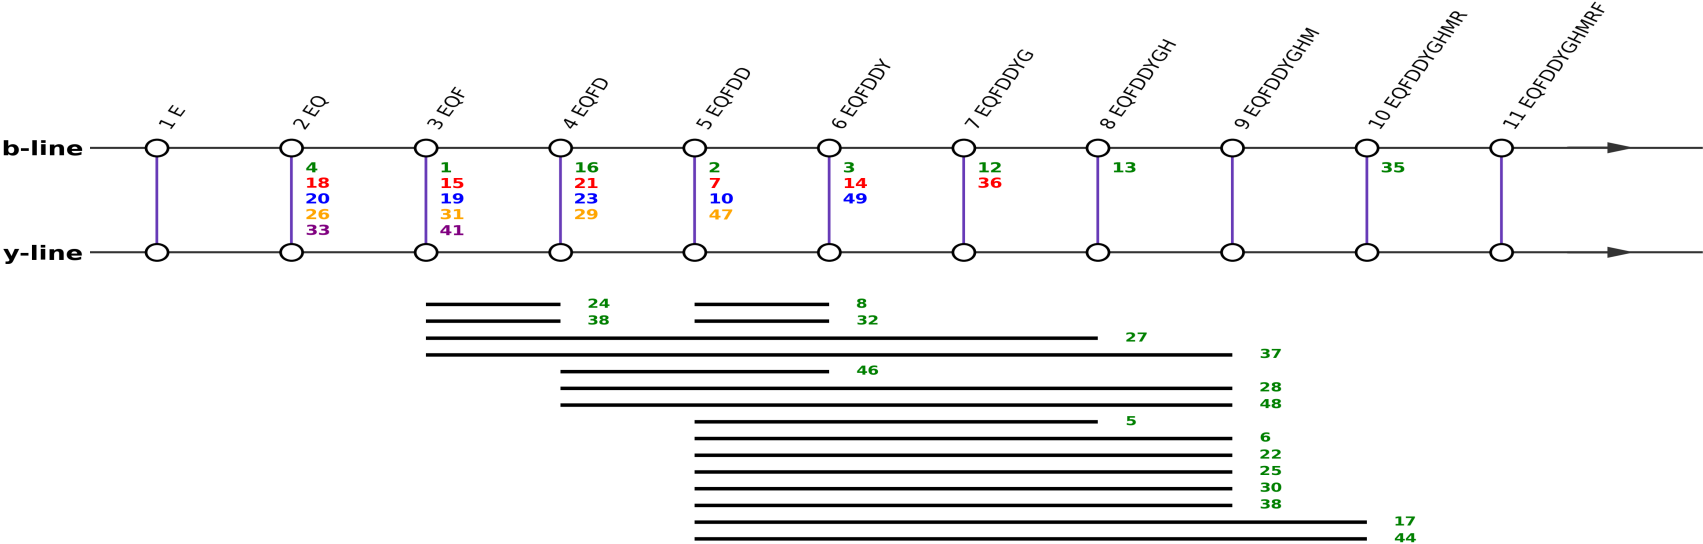 1 E
2 EQ
3 EQF
4 EQFD
5 EQFDD
6 EQFDDY
7 EQFDDYG
8 EQFDDYGH
9 EQFDDYGHM
10 EQFDDYGHMR
11 EQFDDYGHMRF
b-line
4 1 16 2 3 12 13 35
18 15 21 7 14 36
20 19 23 10 49
26 31 29 47
33 41
y-line
24 8
38 32
27
37
46
28
48
5
6
22
25
30
38
17
44